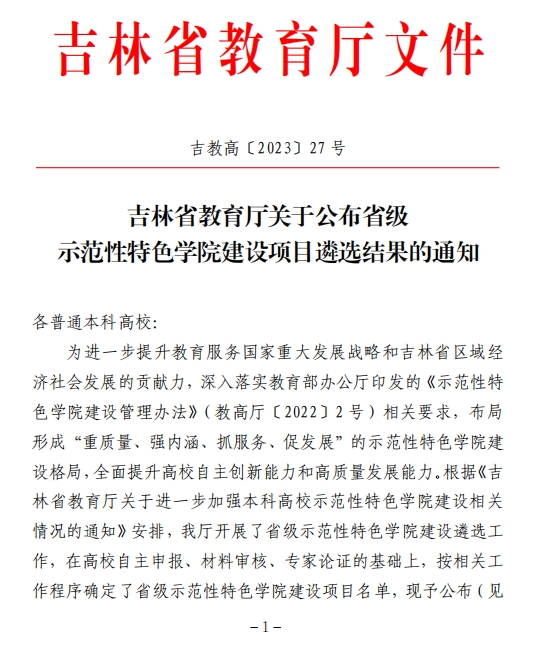 吉林省教育厅文件
吉教高〔2023〕27 号
吉林省教育厅关于公布省级
示范性特色学院建设项目遴选结果的通知
各普通本科高校：
为进一步提升教育服务国家重大发展战略和吉林省区域经
济社会发展的贡献力，深入落实教育部办公厅印发的《示范性特
色学院建设管理办法》（教高厅〔2022〕2 号）相关要求，布局
形成“重质量、强内涵、抓服务、促发展”的示范性特色学院建
设格局，全面提升高校自主创新能力和高质量发展能力。根据《吉
林省教育厅关于进一步加强本科高校示范性特色学院建设相关
情况的通知》安排，我厅开展了省级示范性特色学院建设遴选工
作，在高校自主申报、材料审核、专家论证的基础上，按相关工
作程序确定了省级示范性特色学院建设项目名单，现予公布（见
－1－